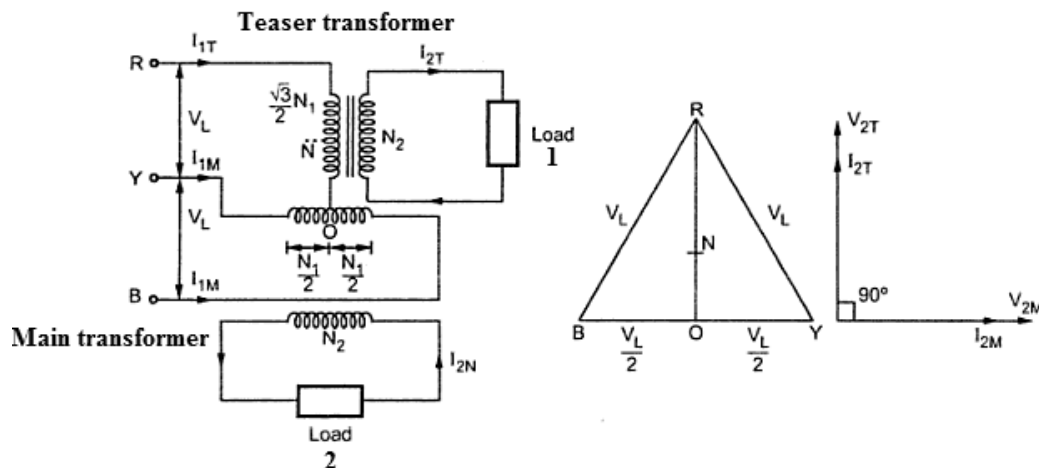 Teaser transformer
R
I1T
VL
Y
I1M
VL
B
I1M
√3/2 N1
N
N2
I2T
Load
1
O
N1/2
N1/2
Main transformer
N2
I2N
Load
2
R
VL
VL
N
B
VL/2
O
VL/2
Y
V2T
I2T
90°
V2M
I2M